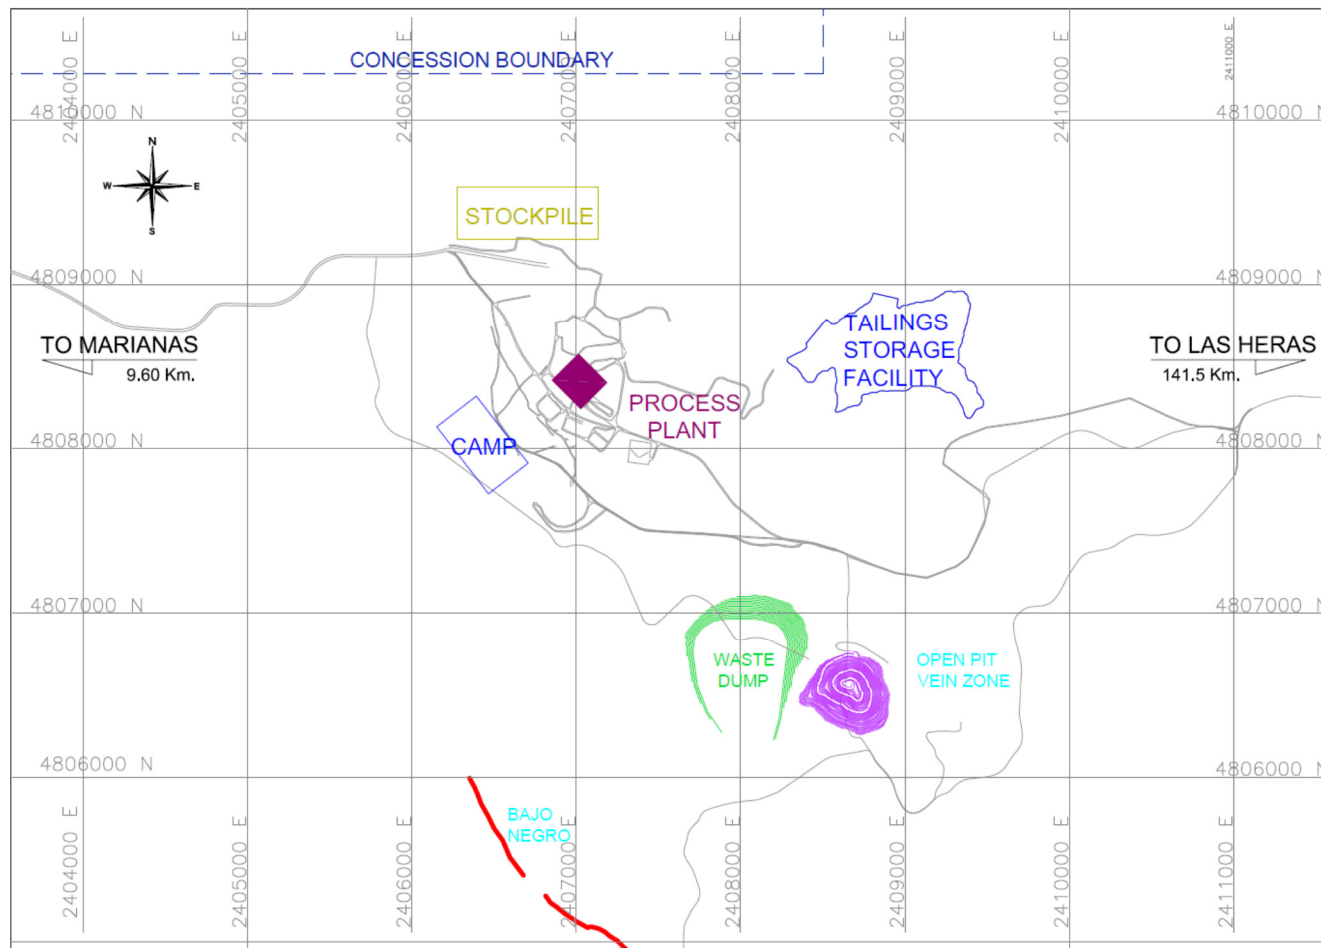 2404000 E
2405000 E
2406000 E
2407000 E
2408000 E
2409000 E
2410000 E
2411000 E
CONCESSION BOUNDARY
4810000 N
4810000 N
N
W
E
S
STOCKPILE
4809000 N
4809000 N
TO MARIANAS
9.60 Km.
TAILINGS
STORAGE
FACILITY
TO LAS HERAS
141.5 Km.
PROCESS
PLANT
CAMP
4808000 N
4808000 N
4807000 N
4807000 N
WASTE
DUMP
OPEN PIT
VEIN ZONE
4806000 N
4806000 N
BAJO
NEGRO
2404000 E
2405000 E
2406000 E
2407000 E
2408000 E
2409000 E
2410000 E
2411000 E